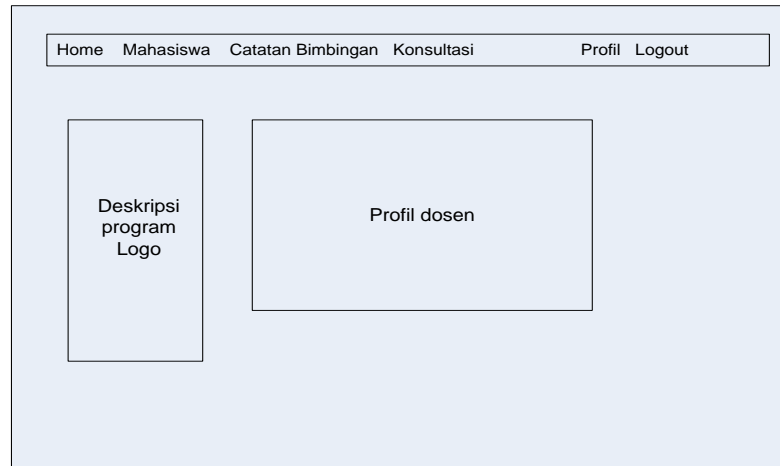 Home Mahasiswa Catatan Bimbingan Konsultasi Profil Logout
Deskripsi
program
Logo
Profil dosen